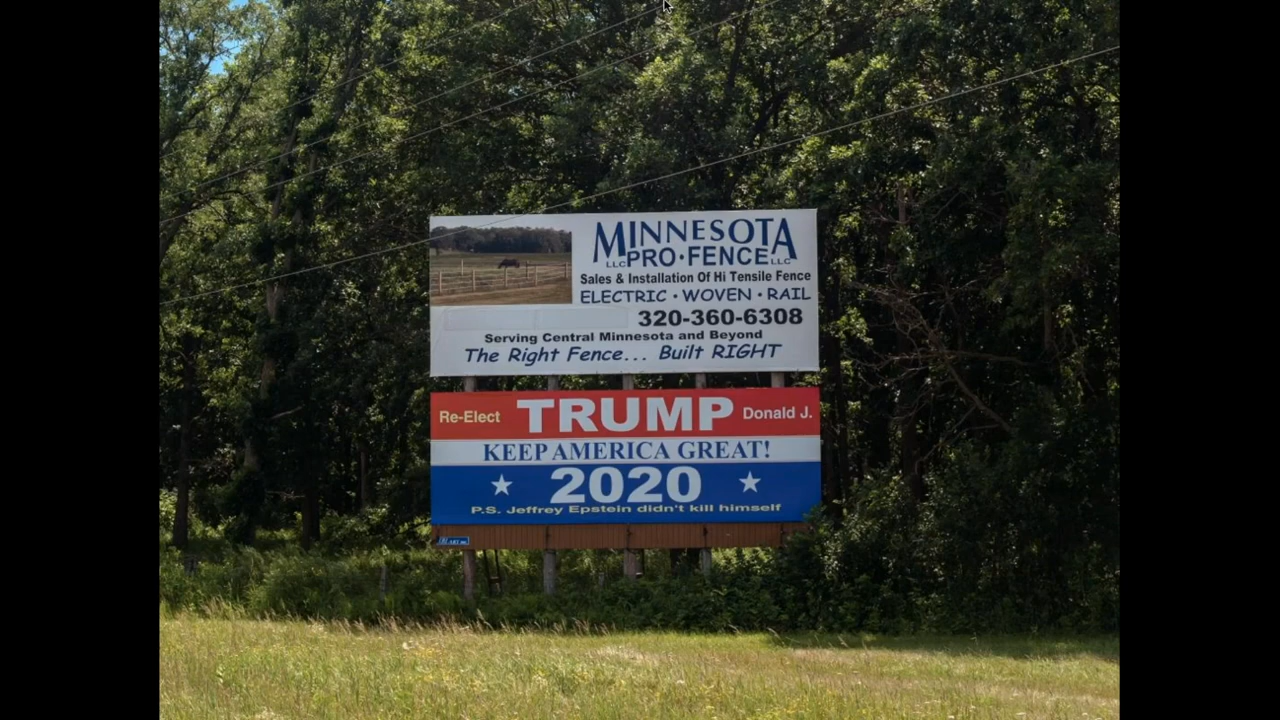 MINNESOTA
LLC PRO·FENCE LLC
Sales & Installation Of Hi Tensile Fence
ELECTRIC · WOVEN · RAIL
320-360-6308
Serving Central Minnesota and Beyond
The Right Fence... Built RIGHT
Re-Elect TRUMP Donald J.
KEEP AMERICA GREAT!
2020
P.S. Jeffrey Epstein didn't kill himself